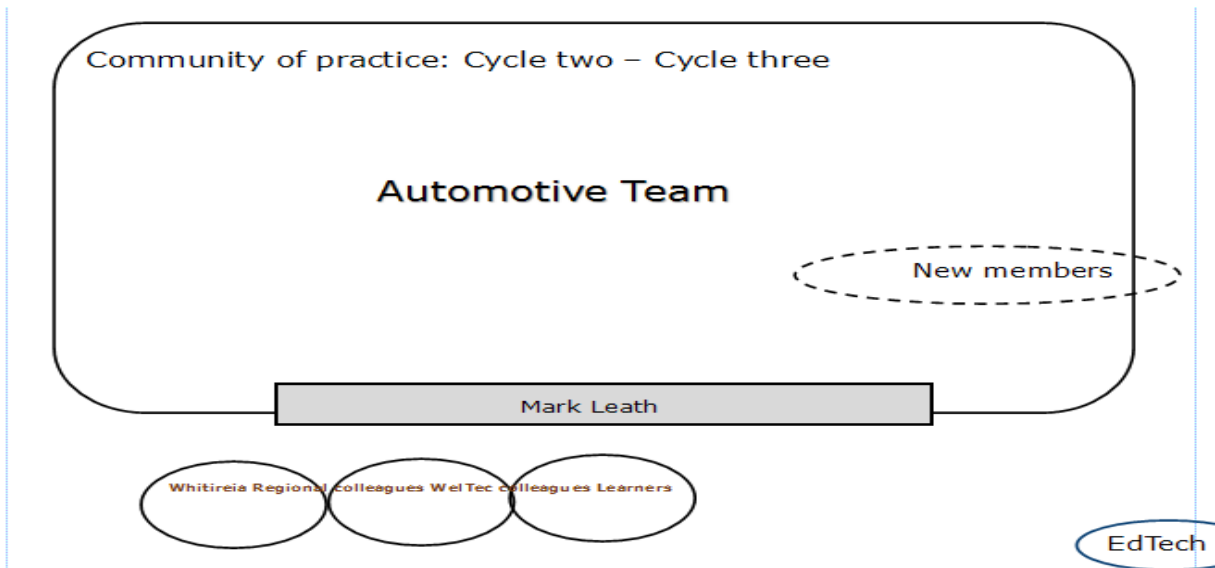 Community of practice: Cycle two – Cycle three
Automotive Team
New members
Mark Leath
Whitireia Regional colleagues WelTec colleagues Learners
EdTech